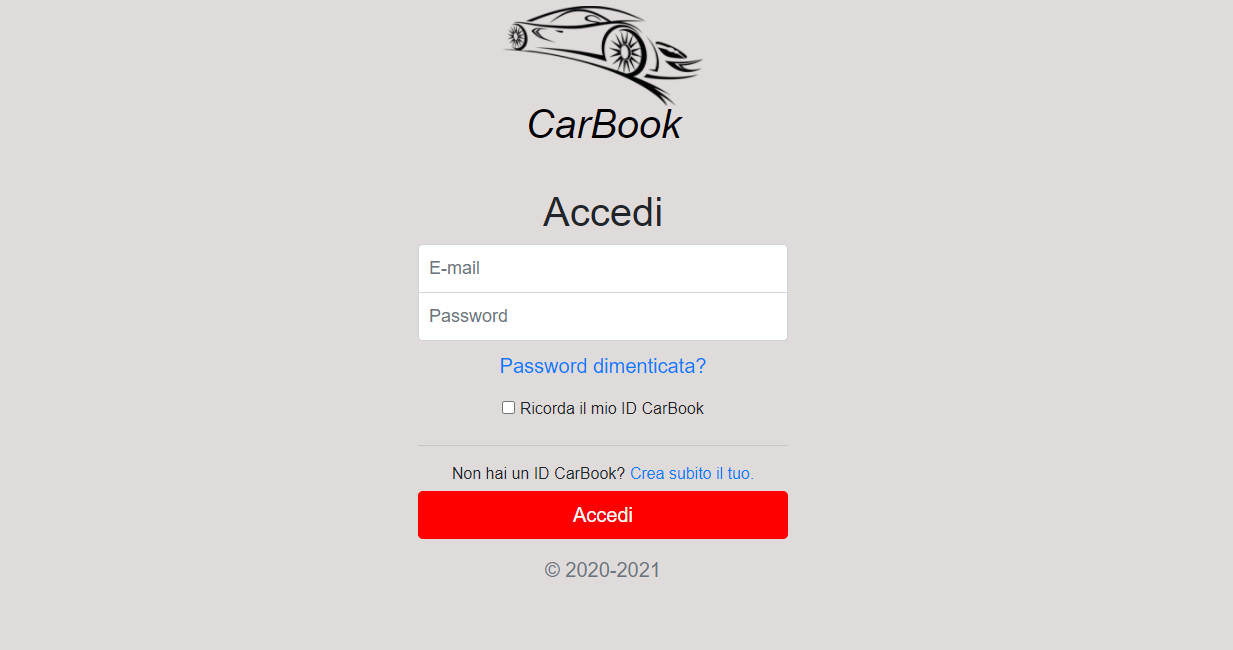 CarBook
Accedi
E-mail
Password
Password dimenticata?
Ricorda il mio ID CarBook
Non hai un ID CarBook? Crea subito il tuo.
Accedi
© 2020-2021